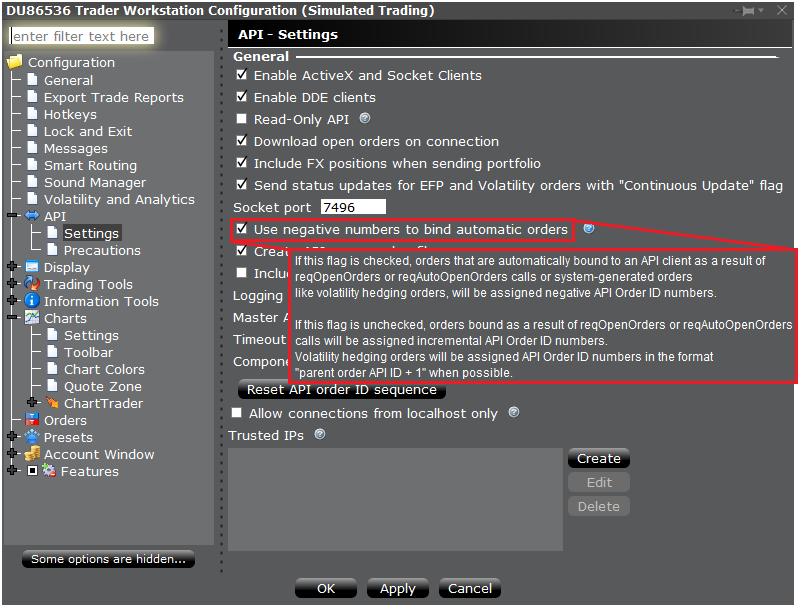 DU86536 Trader Workstation Configuration (Simulated Trading)
enter filter text here
Configuration
General
Export Trade Reports
Hotkeys
Lock and Exit
Messages
Smart Routing
Sound Manager
Volatility and Analytics
API
Settings
Precautions
Display
Trading Tools
Information Tools
Charts
Settings
Toolbar
Chart Colors
Quote Zone
ChartTrader
Orders
Presets
Account Window
Features
Some options are hidden...
API - Settings
General
Enable ActiveX and Socket Clients
Enable DDE clients
Read-Only API
Download open orders on connection
Include FX positions when sending portfolio
Send status updates for EFP and Volatility orders with "Continuous Update" flag
Socket port 7496
Use negative numbers to bind automatic orders
If this flag is checked, orders that are automatically bound to an API client as a result of
reqOpenOrders or reqAutoOpenOrders calls or system-generated orders
like volatility hedging orders, will be assigned negative API Order ID numbers.
If this flag is unchecked, orders bound as a result of reqOpenOrders or reqAutoOpenOrders
calls will be assigned incremental API Order ID numbers.
Volatility hedging orders will be assigned API Order ID numbers in the format
"parent order API ID + 1" when possible.
Logging
Master A
Timeout
Compone
Reset API order ID sequence
Allow connections from localhost only
Trusted IPs
Create
Edit
Delete
OK
Apply
Cancel